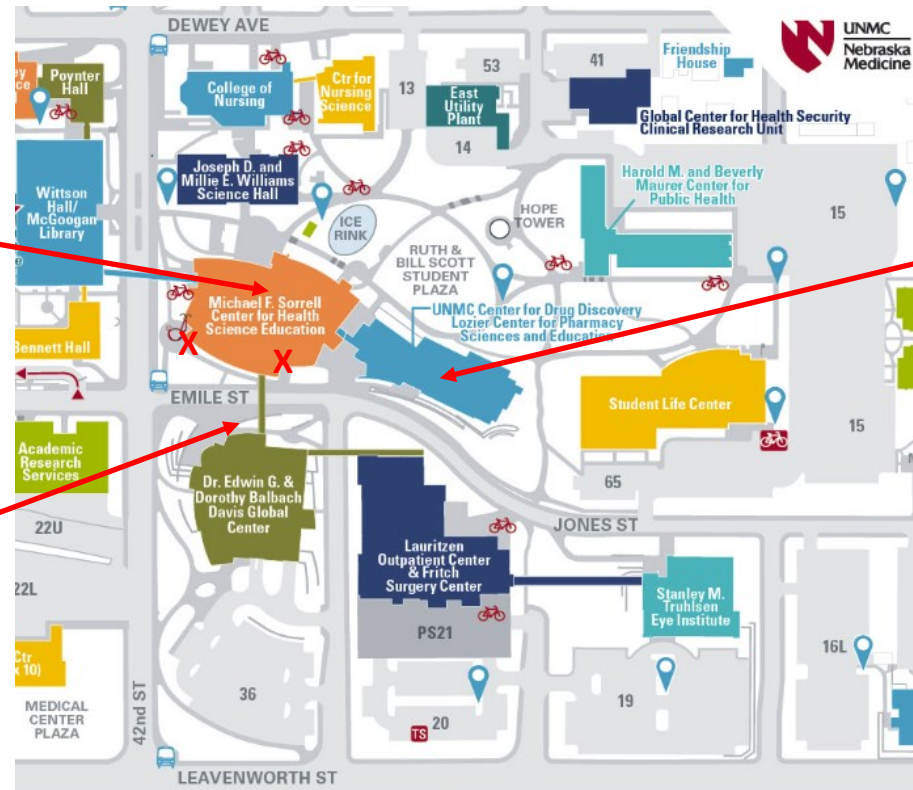 DEWEY AVE
UNMC
Nebraska
Medicine
Poynter
Hall
College of
Nursing
Ctr for
Nursing
Science
13
53
East
Utility
Plant
14
41
Friendship
House
Global Center for Health Security
Clinical Research Unit
Joseph D. and
Millie E. Williams
Science Hall
Wittson
Hall/
McGoogan
Library
ICE
RINK
HOPE
TOWER
Harold M. and Beverly
Maurer Center for
Public Health
15
RUTH &
BILL SCOTT
STUDENT
PLAZA
Michael F. Sorrell
Center for Health
Science Education
X
X
UNMC Center for Drug Discovery
Lozier Center for Pharmacy
Sciences and Education
Bennett Hall
EMILE ST
Student Life Center
15
Academic
Research
Services
Dr. Edwin G. &
Dorothy Balbach
Davis Global
Center
65
22U
JONES ST
Lauritzen
Outpatient Center
& Fritch
Surgery Center
22L
Stanley M.
Truhlsen
Eye Institute
PS21
16L
Ctr
x 10)
36
MEDICAL
CENTER
PLAZA
42nd ST
TS
20
19
LEAVENWORTH ST